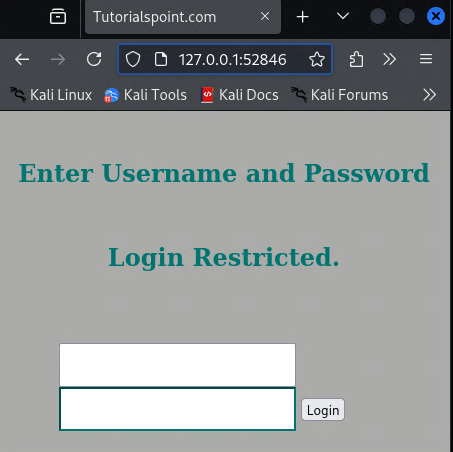 Tutorialspoint.com
127.0.0.1:52846
Kali Linux Kali Tools Kali Docs Kali Forums
Enter Username and Password
Login Restricted.
Login